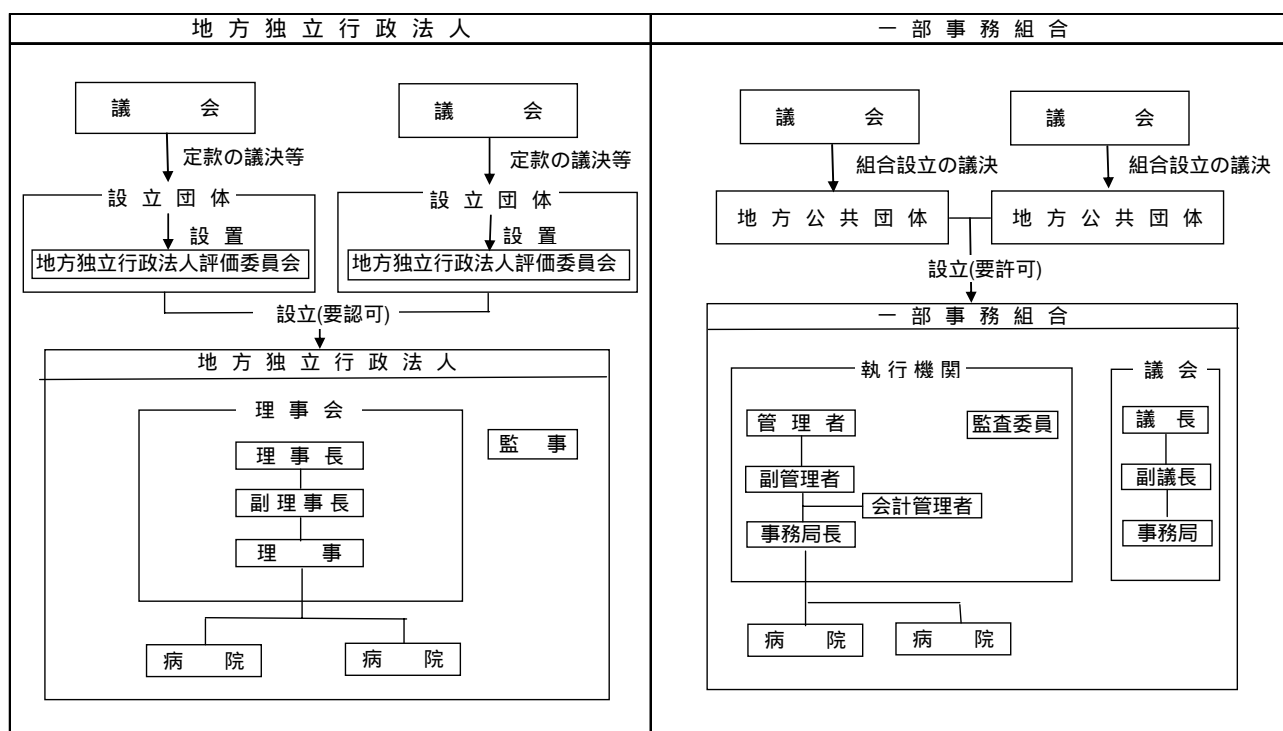 地方独立行政法人
議会
議会
定款の議決等
定款の議決等
設立団体
設立団体
設置
設置
地方独立行政法人評価委員会
地方独立行政法人評価委員会
設立(要認可)
地方独立行政法人
理事会
理事長
監事
副理事長
理事
病院
病院
一部事務組合
議会
議会
組合設立の議決
組合設立の議決
地方公共団体
地方公共団体
設立(要許可)
一部事務組合
執行機関
議会
管理者
監査委員
議長
副管理者
副議長
会計管理者
事務局長
事務局
病院
病院